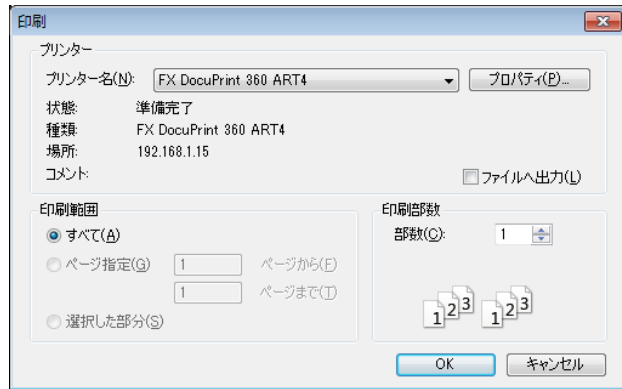 印刷
プリンター
プリンター名(N): FX DocuPrint 360 ART4 プロパティ(P)...
状態: 準備完了
種類: FX DocuPrint 360 ART4
場所: 192.168.1.15
コメント:
ファイルへ出力(L)
印刷範囲
すべて(A)
ページ指定(G) 1 ページから(F)
1 ページまで(T)
選択した部分(S)
印刷部数
部数(C): 1
1 2 3 1 2 3
OK キャンセル